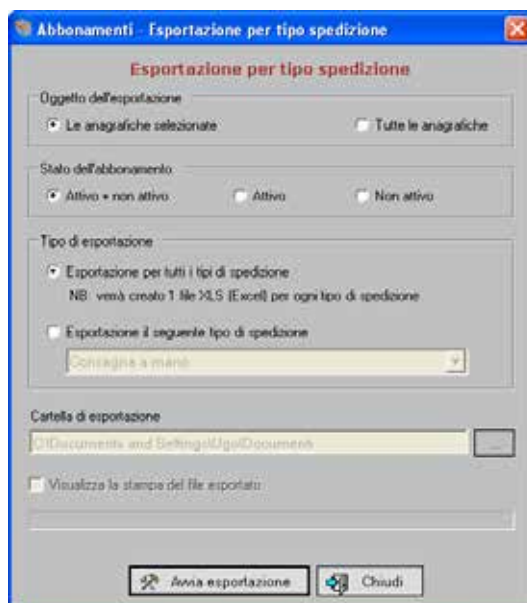 Abbonamenti - Esportazione per tipo spedizione
Esportazione per tipo spedizione
Oggetto dell'esportazione
Le anagrafiche selezionate Tutte le anagrafiche
Stato dell'abbonamento
Attivo + non attivo Attivo Non attivo
Tipo di esportazione
Esportazione per tutti i tipi di spedizione
NB: verrà creato 1 file XLS (Excel) per ogni tipo di spedizione
Esportazione il seguente tipo di spedizione
Consegna a mano
Cartella di esportazione
C:\Documents and Settings\Ugo\Documenti
...
Visualizza la stampa del file esportato
Avvia esportazione Chiudi